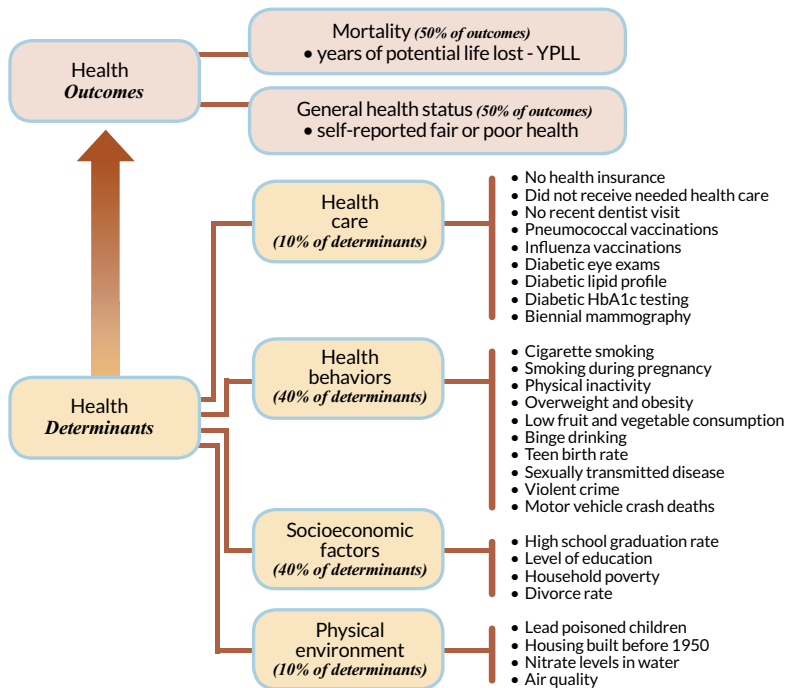 Health
Outcomes
Mortality (50% of outcomes)
• years of potential life lost - YPLL
General health status (50% of outcomes)
• self-reported fair or poor health
Health
Determinants
Health
care
(10% of determinants)
• No health insurance
• Did not receive needed health care
• No recent dentist visit
• Pneumococcal vaccinations
• Influenza vaccinations
• Diabetic eye exams
• Diabetic lipid profile
• Diabetic HbA1c testing
• Biennial mammography
Health
behaviors
(40% of determinants)
• Cigarette smoking
• Smoking during pregnancy
• Physical inactivity
• Overweight and obesity
• Low fruit and vegetable consumption
• Binge drinking
• Teen birth rate
• Sexually transmitted disease
• Violent crime
• Motor vehicle crash deaths
Socioeconomic
factors
(40% of determinants)
• High school graduation rate
• Level of education
• Household poverty
• Divorce rate
Physical
environment
(10% of determinants)
• Lead poisoned children
• Housing built before 1950
• Nitrate levels in water
• Air quality